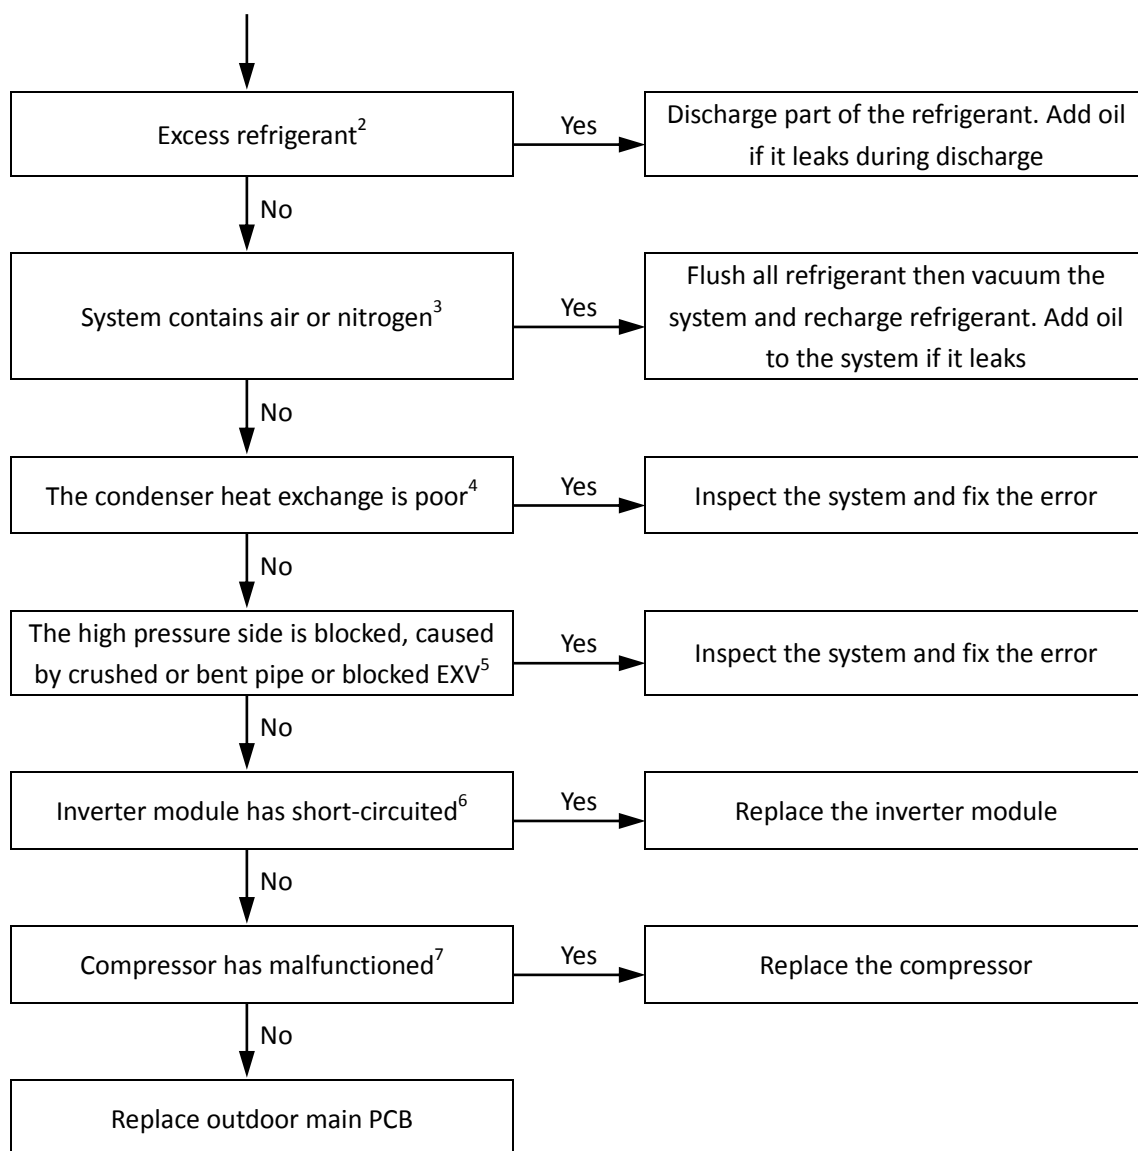 Excess refrigerant2
Yes
Discharge part of the refrigerant. Add oil
if it leaks during discharge
No
System contains air or nitrogen3
Yes
Flush all refrigerant then vacuum the
system and recharge refrigerant. Add oil
to the system if it leaks
No
The condenser heat exchange is poor4
Yes
Inspect the system and fix the error
No
The high pressure side is blocked, caused
by crushed or bent pipe or blocked EXV5
Yes
Inspect the system and fix the error
No
Inverter module has short-circuited6
Yes
Replace the inverter module
No
Compressor has malfunctioned7
Yes
Replace the compressor
No
Replace outdoor main PCB